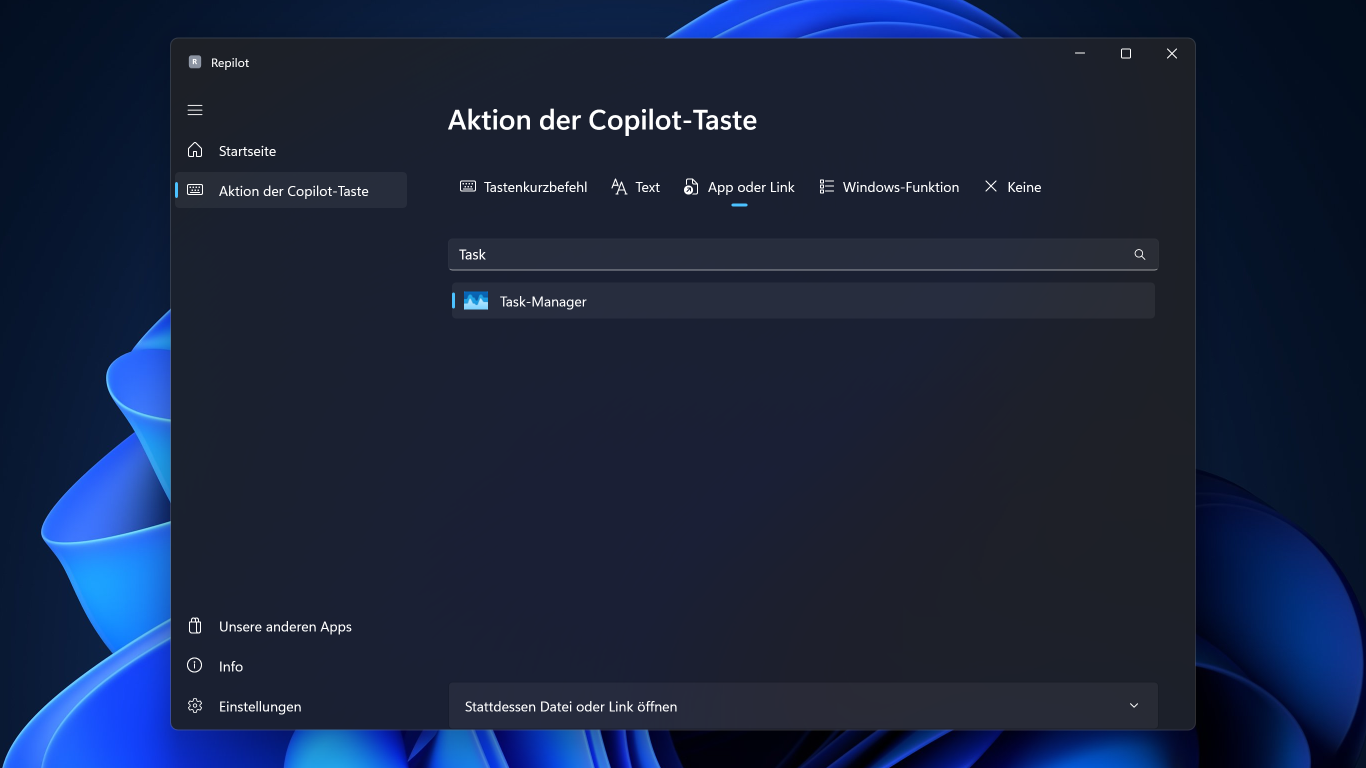 Repilot
Startseite
Aktion der Copilot-Taste
Aktion der Copilot-Taste
Tastenkurzbefehl
Text
App oder Link
Windows-Funktion
Keine
Task
Task-Manager
Unsere anderen Apps
Info
Einstellungen
Stattdessen Datei oder Link öffnen